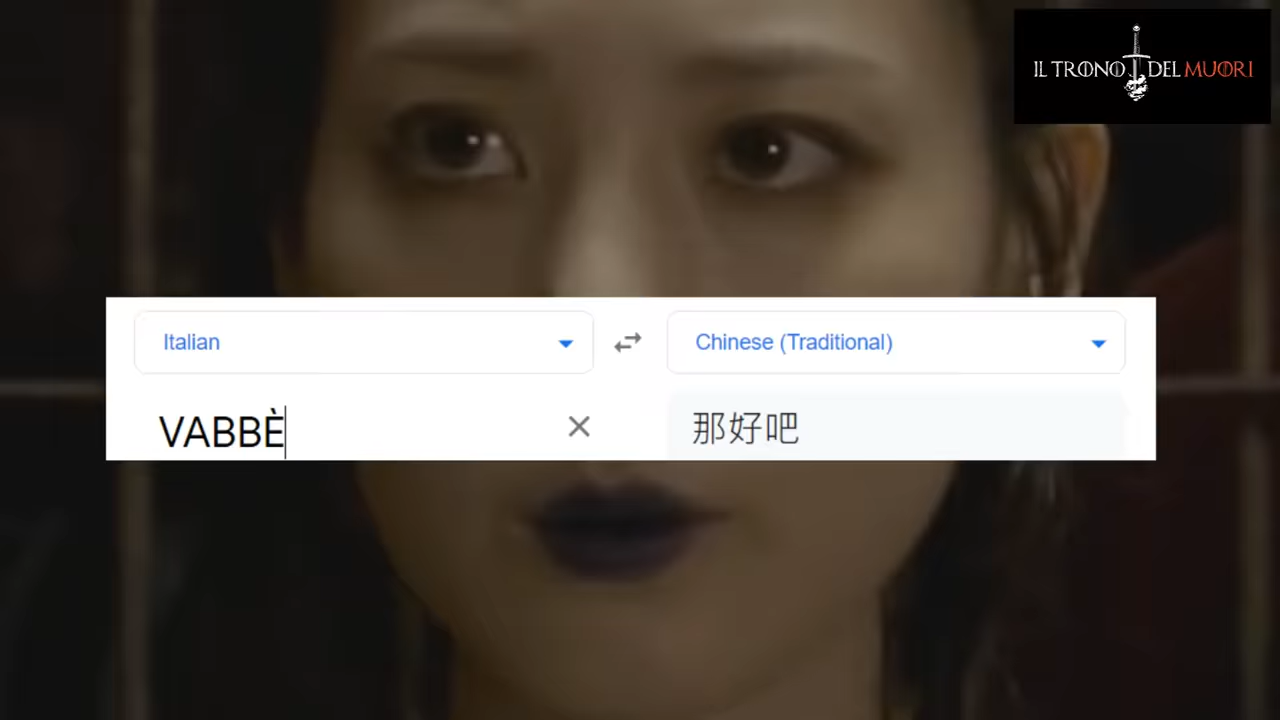 IL TRONO DEL MUORI
Italian
Chinese (Traditional)
VABBÈ
那好吧